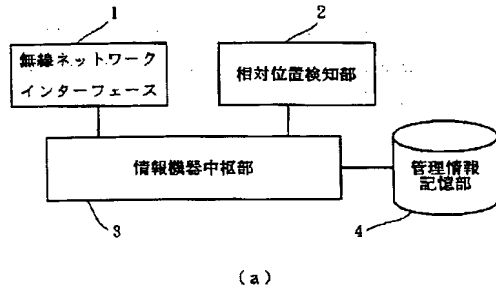 1
2
無線ネットワーク
インターフェース
相対位置検知部
情報機器中枢部
管理情報
記憶部
3
4
(a)